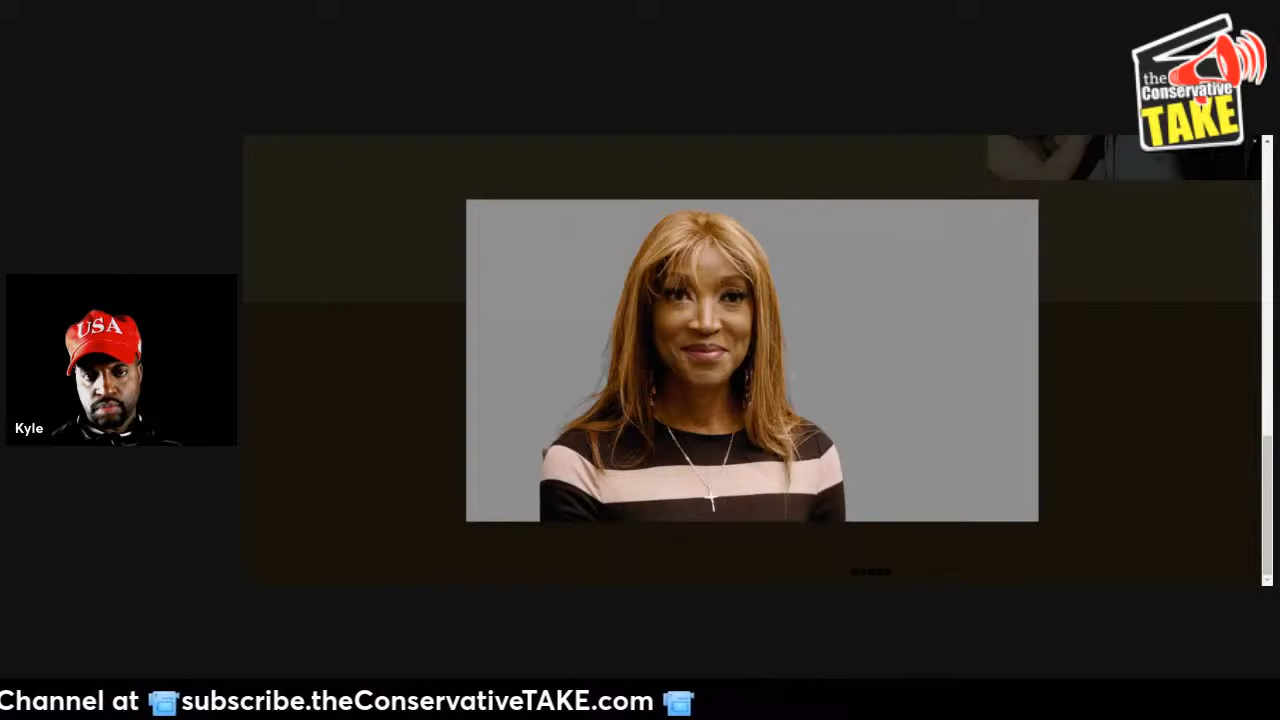 the
Conservative
TAKE
USA
Kyle
Channel at subscribe.theConservativeTAKE.com